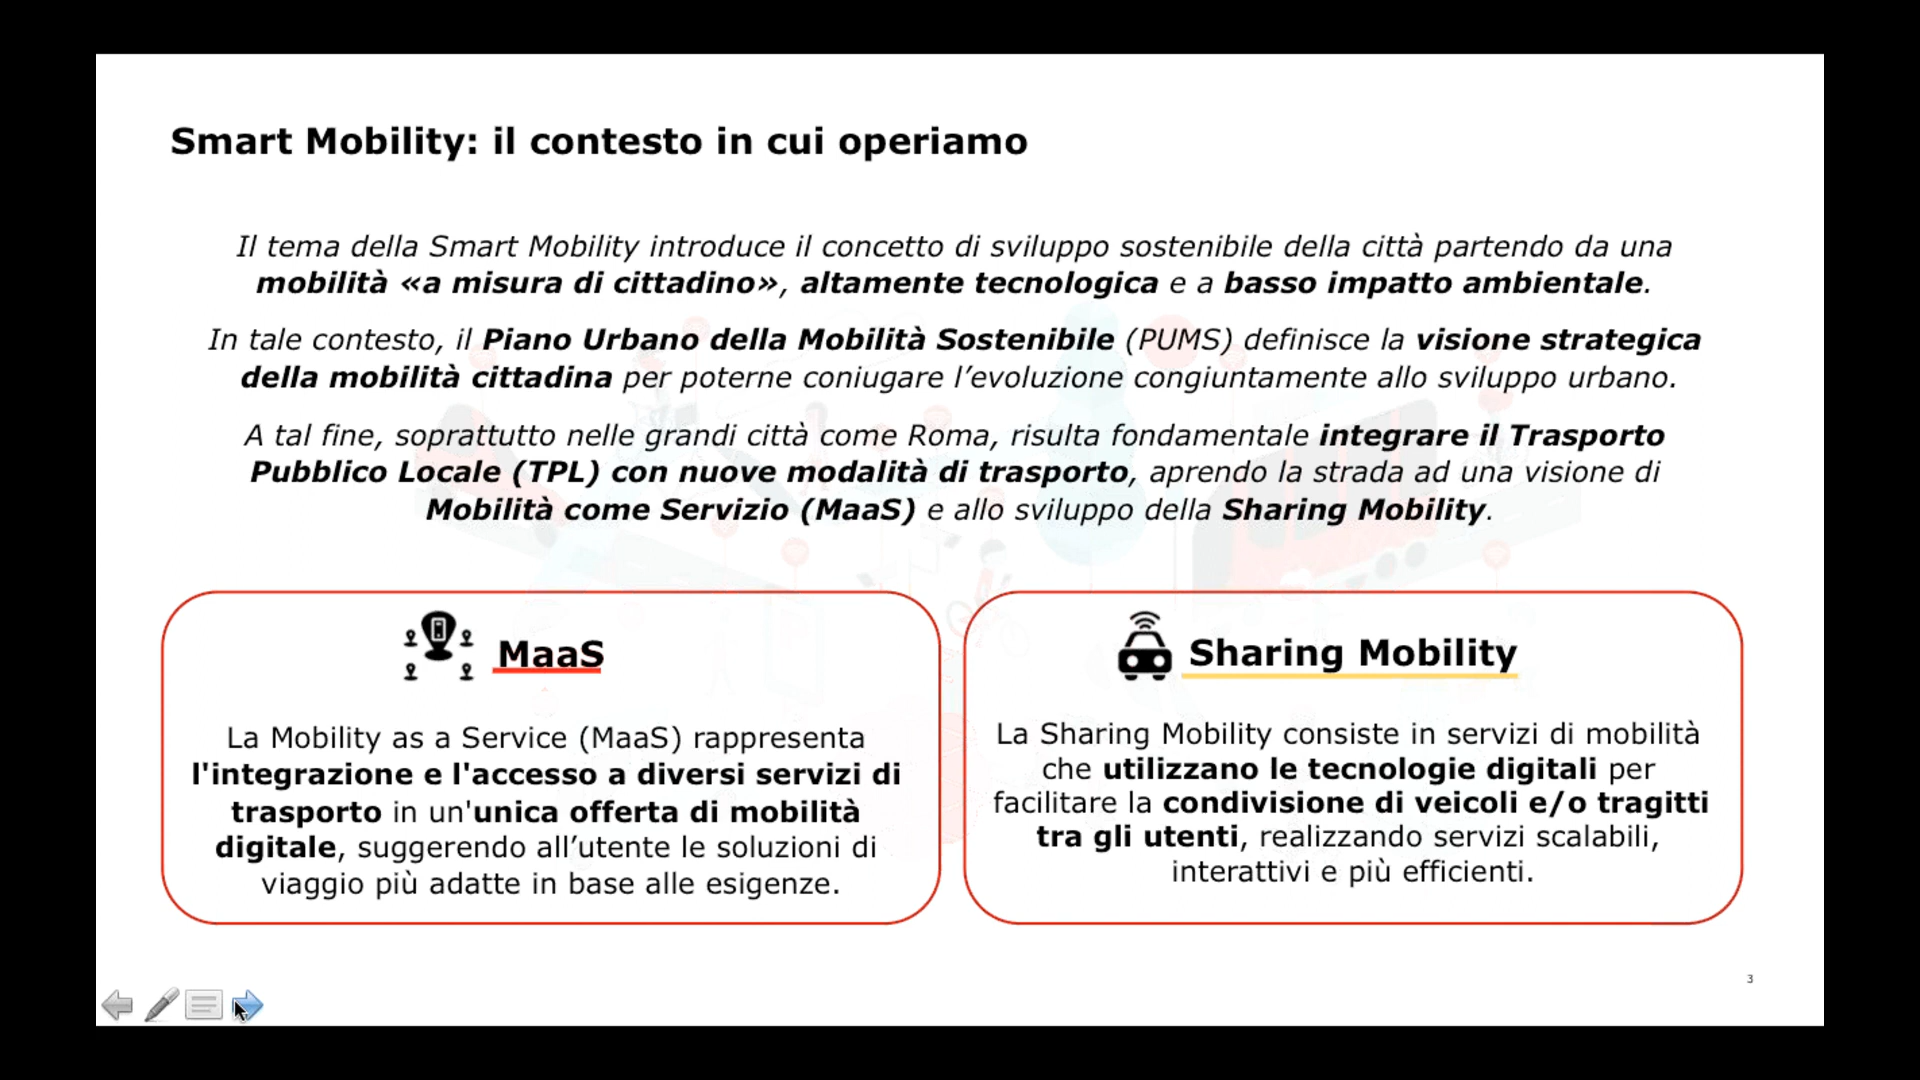 Smart Mobility: il contesto in cui operiamo
Il tema della Smart Mobility introduce il concetto di sviluppo sostenibile della città partendo da una
mobilità «a misura di cittadino», altamente tecnologica e a basso impatto ambientale.
In tale contesto, il Piano Urbano della Mobilità Sostenibile (PUMS) definisce la visione strategica
della mobilità cittadina per poterne coniugare l’evoluzione congiuntamente allo sviluppo urbano.
A tal fine, soprattutto nelle grandi città come Roma, risulta fondamentale integrare il Trasporto
Pubblico Locale (TPL) con nuove modalità di trasporto, aprendo la strada ad una visione di
Mobilità come Servizio (MaaS) e allo sviluppo della Sharing Mobility.
MaaS
La Mobility as a Service (MaaS) rappresenta
l'integrazione e l'accesso a diversi servizi di
trasporto in un'unica offerta di mobilità
digitale, suggerendo all’utente le soluzioni di
viaggio più adatte in base alle esigenze.
Sharing Mobility
La Sharing Mobility consiste in servizi di mobilità
che utilizzano le tecnologie digitali per
facilitare la condivisione di veicoli e/o tragitti
tra gli utenti, realizzando servizi scalabili,
interattivi e più efficienti.
3